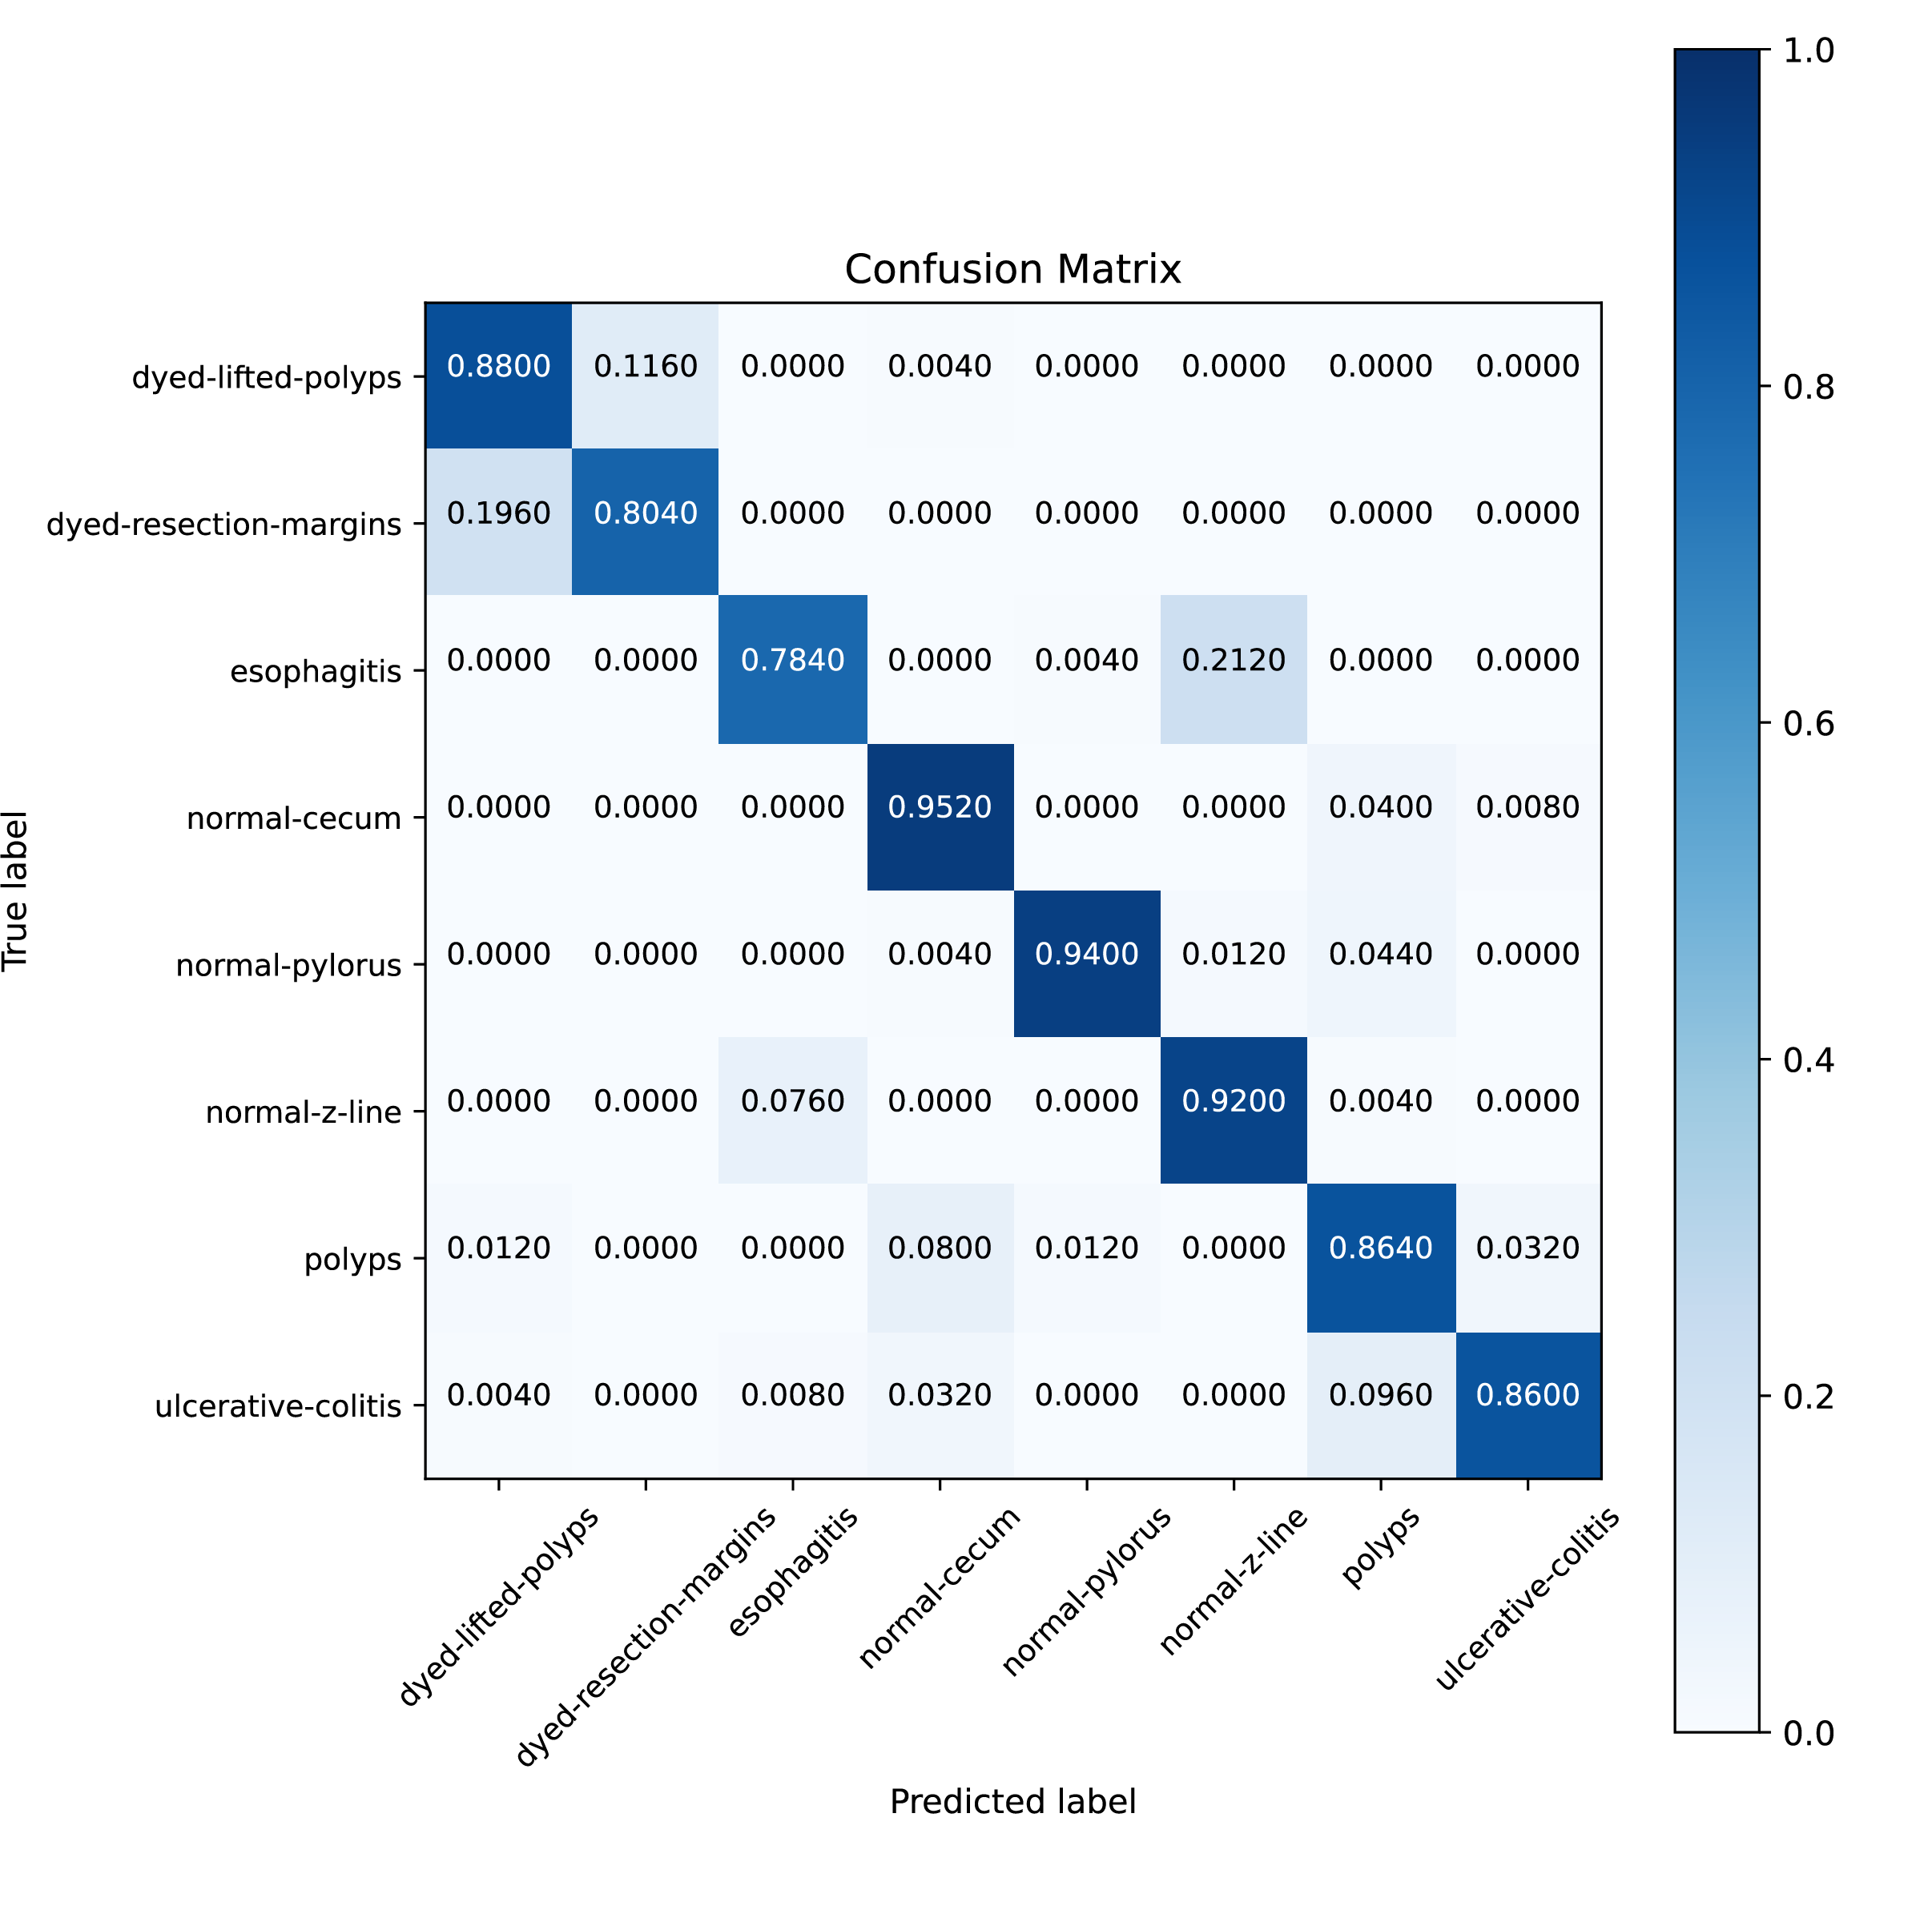 Confusion Matrix
True label
dyed-lifted-polyps 0.8800 0.1160 0.0000 0.0040 0.0000 0.0000 0.0000 0.0000
dyed-resection-margins 0.1960 0.8040 0.0000 0.0000 0.0000 0.0000 0.0000 0.0000
esophagitis 0.0000 0.0000 0.7840 0.0000 0.0040 0.2120 0.0000 0.0000
normal-cecum 0.0000 0.0000 0.0000 0.9520 0.0000 0.0000 0.0400 0.0080
normal-pylorus 0.0000 0.0000 0.0000 0.0040 0.9400 0.0120 0.0440 0.0000
normal-z-line 0.0000 0.0000 0.0760 0.0000 0.0000 0.9200 0.0040 0.0000
polyps 0.0120 0.0000 0.0000 0.0800 0.0120 0.0000 0.8640 0.0320
ulcerative-colitis 0.0040 0.0000 0.0080 0.0320 0.0000 0.0000 0.0960 0.8600
dyed-lifted-polyps
dyed-resection-margins
esophagitis
normal-cecum
normal-pylorus
normal-z-line
polyps
ulcerative-colitis
Predicted label
1.0
0.8
0.6
0.4
0.2
0.0